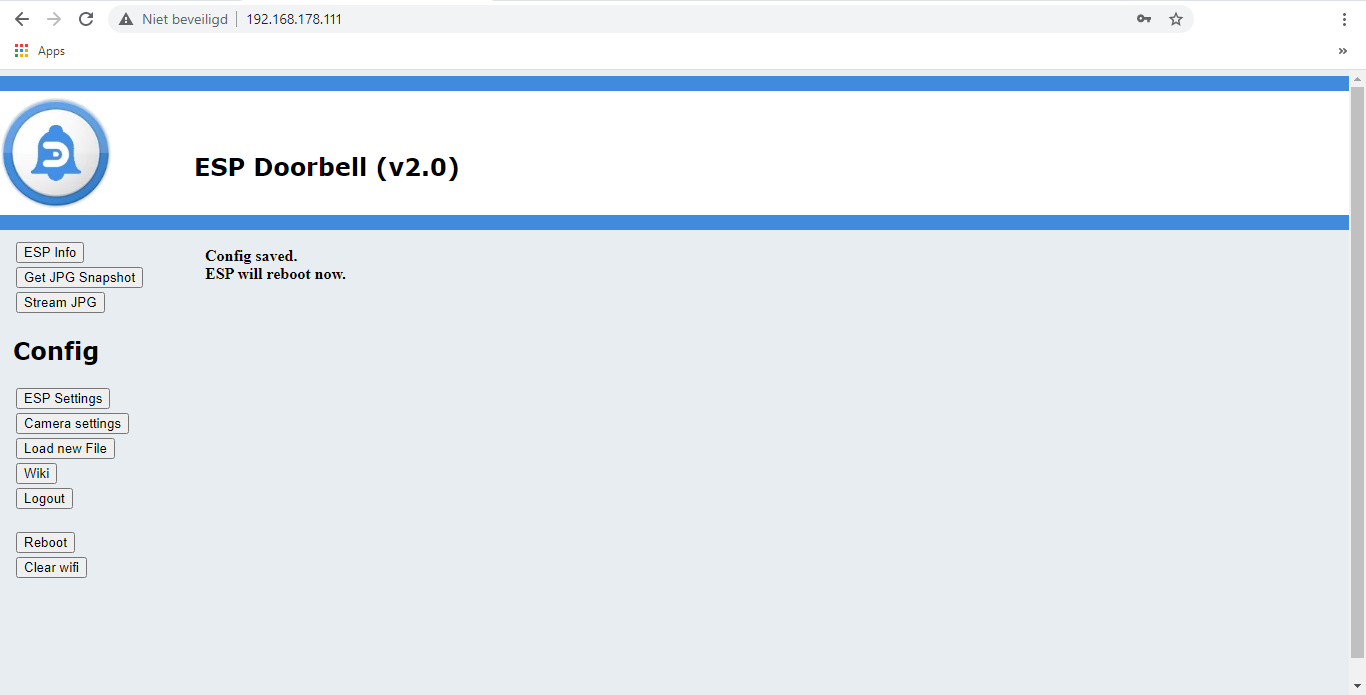 Niet beveiligd
192.168.178.111
Apps
ESP Doorbell (v2.0)
ESP Info
Get JPG Snapshot
Stream JPG
Config
ESP Settings
Camera settings
Load new File
Wiki
Logout
Reboot
Clear wifi
Config saved.
ESP will reboot now.